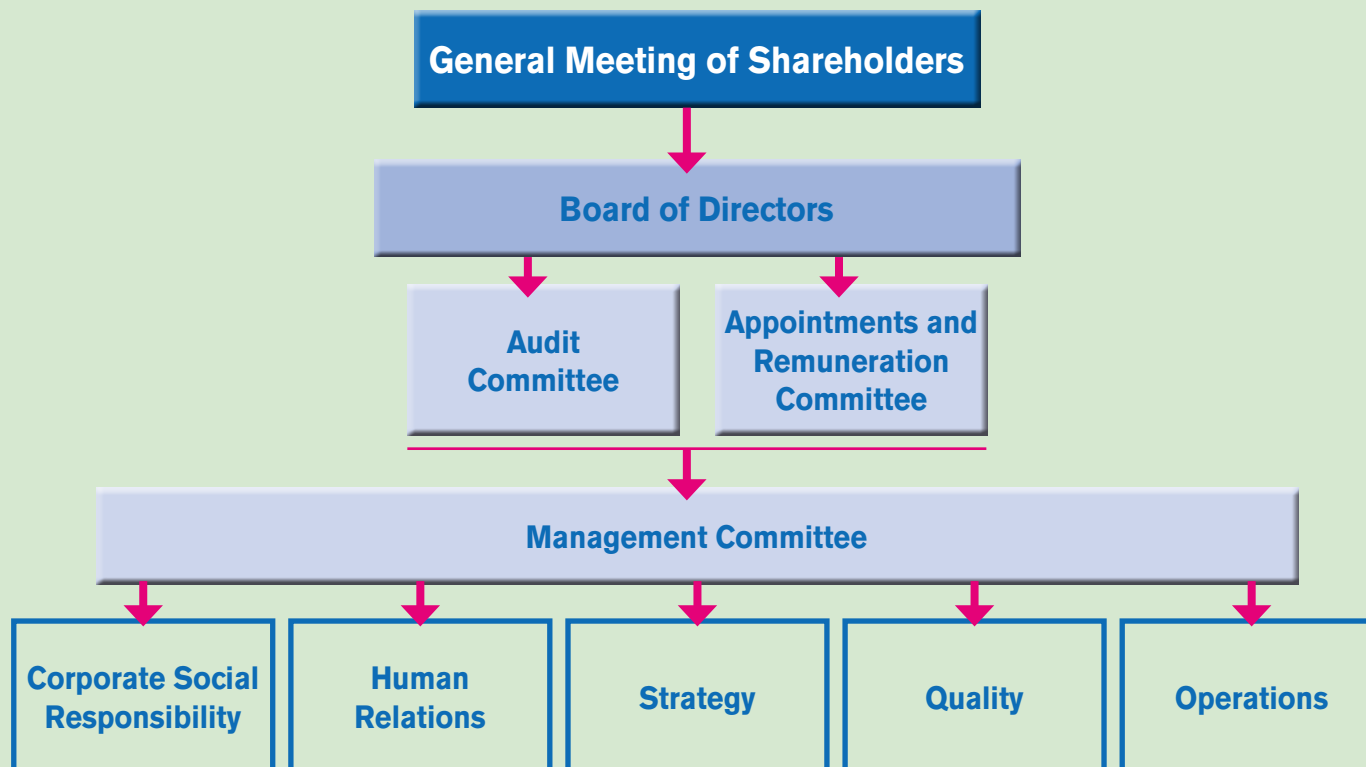 General Meeting of Shareholders
Board of Directors
Audit
Committee
Appointments and
Remuneration
Committee
Management Committee
Corporate Social
Responsibility
Human
Relations
Strategy
Quality
Operations